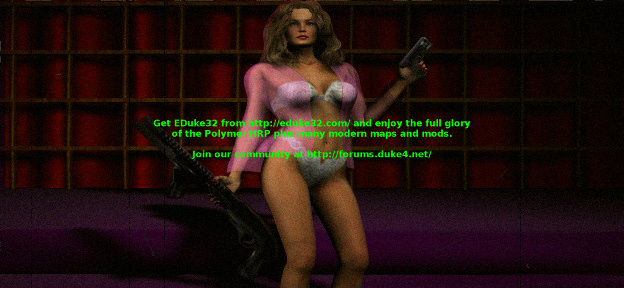 Get EDuke32 from http://eduke32.com/ and enjoy the full glory
of the Polymer HRP plus many modern maps and mods.
Join our community at http://forums.duke4.net/